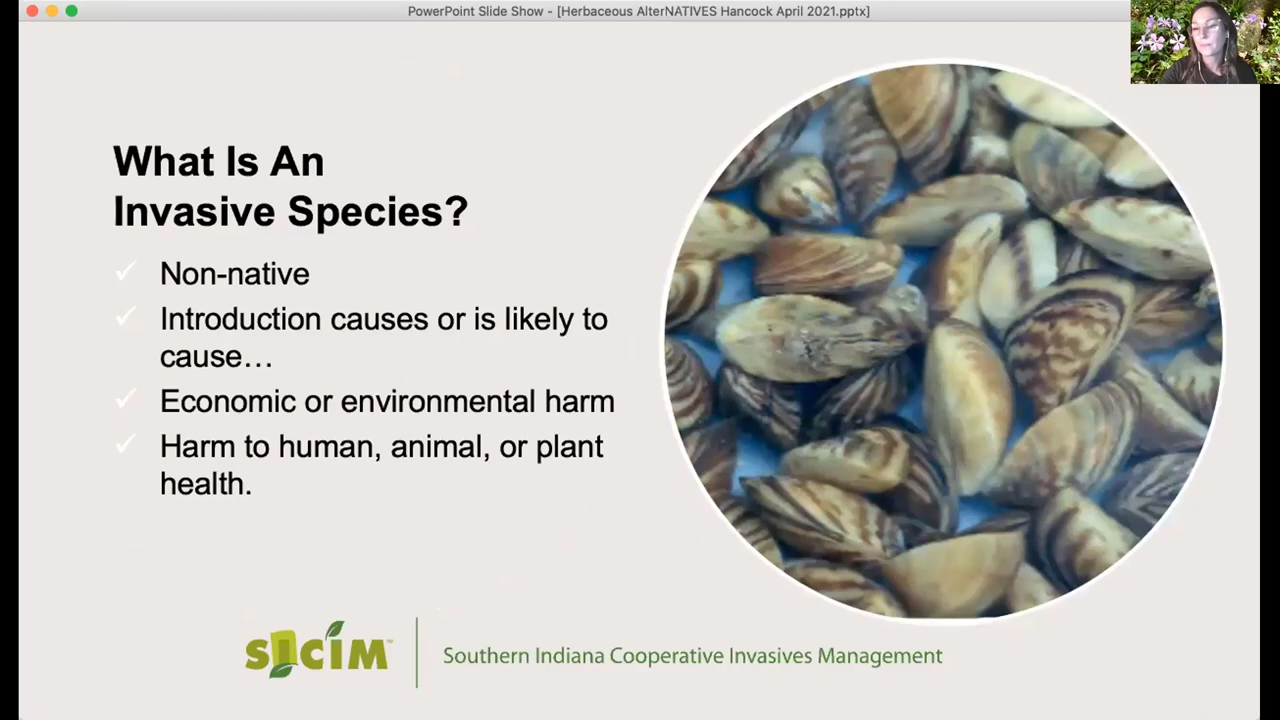 PowerPoint Slide Show - [Herbaceous AlterNATIVES Hancock April 2021.pptx]
What Is An
Invasive Species?
✓ Non-native
✓ Introduction causes or is likely to
cause…
✓ Economic or environmental harm
✓ Harm to human, animal, or plant
health.
SICIM™
Southern Indiana Cooperative Invasives Management